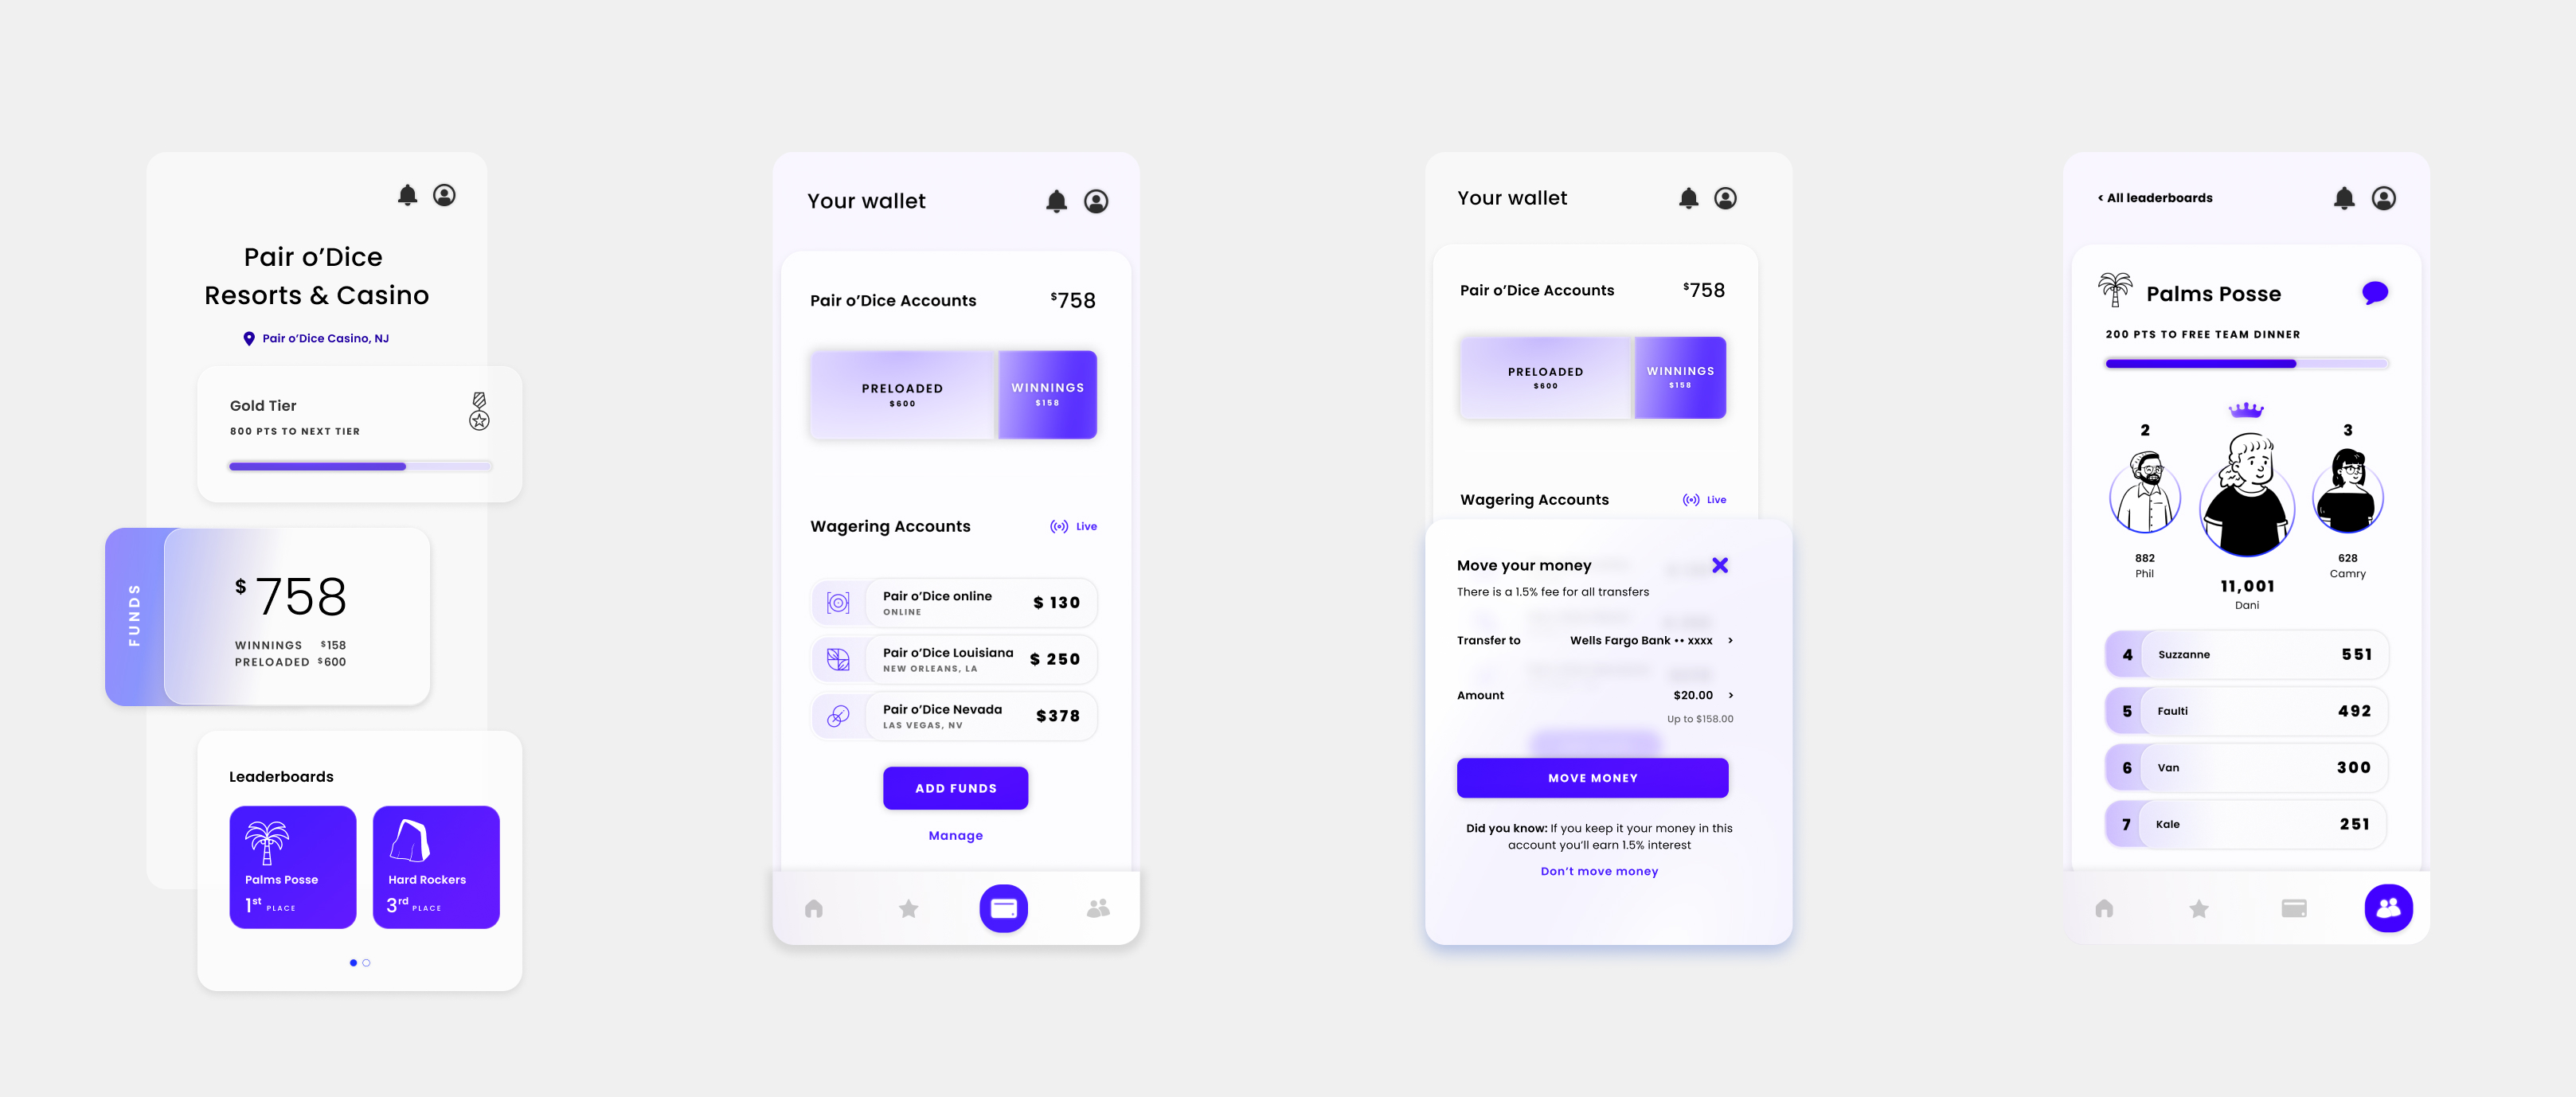 Pair o’Dice
Resorts & Casino
Pair o’Dice Casino, NJ
Gold Tier
800 PTS TO NEXT TIER
FUNDS
$ 758
WINNINGS $158
PRELOADED $600
Leaderboards
Palms Posse
1st PLACE
Hard Rockers
3rd PLACE
Your wallet
Pair o’Dice Accounts $758
PRELOADED
$600
WINNINGS
$158
Wagering Accounts Live
Pair o’Dice online
ONLINE
$ 130
Pair o’Dice Louisiana
NEW ORLEANS, LA
$ 250
Pair o’Dice Nevada
LAS VEGAS, NV
$378
ADD FUNDS
Manage
Your wallet
Pair o’Dice Accounts $758
PRELOADED
$600
WINNINGS
$158
Wagering Accounts Live
Move your money
There is a 1.5% fee for all transfers
Transfer to Wells Fargo Bank •• xxxx >
Amount $20.00 >
Up to $158.00
MOVE MONEY
Did you know: If you keep it your money in this
account you’ll earn 1.5% interest
Don’t move money
< All leaderboards
Palms Posse
200 PTS TO FREE TEAM DINNER
2
3
882
Phil
11,001
Dani
628
Camry
4 Suzzanne 551
5 Faulti 492
6 Van 300
7 Kale 251